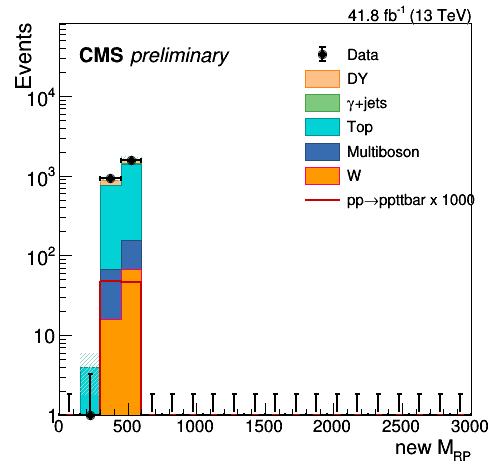 41.8 fb⁻¹ (13 TeV)
CMS preliminary
Events
Data
DY
γ+jets
Top
Multiboson
W
pp→ppttbar x 1000
10⁴
10³
10²
10
1
0 500 1000 1500 2000 2500 3000
new M_RP